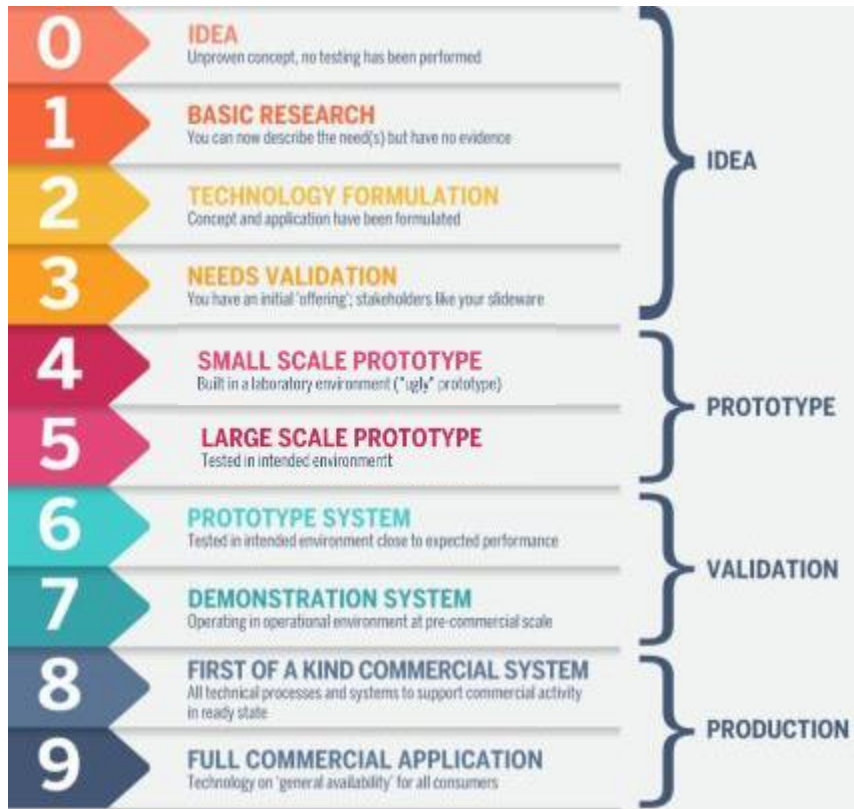 0
IDEA
Unproven concept, no testing has been performed
1
BASIC RESEARCH
You can now describe the need(s) but have no evidence
2
TECHNOLOGY FORMULATION
Concept and application have been formulated
3
NEEDS VALIDATION
You have an initial 'offering'; stakeholders like your slideware
IDEA
4
SMALL SCALE PROTOTYPE
Built in a laboratory environment ("ugly" prototype)
5
LARGE SCALE PROTOTYPE
Tested in intended environmentt
PROTOTYPE
6
PROTOTYPE SYSTEM
Tested in intended environment close to expected performance
7
DEMONSTRATION SYSTEM
Operating in operational environment at pre-commercial scale
VALIDATION
8
FIRST OF A KIND COMMERCIAL SYSTEM
All technical processes and systems to support commercial activity
in ready state
9
FULL COMMERCIAL APPLICATION
Technology on 'general availability' for all consumers
PRODUCTION